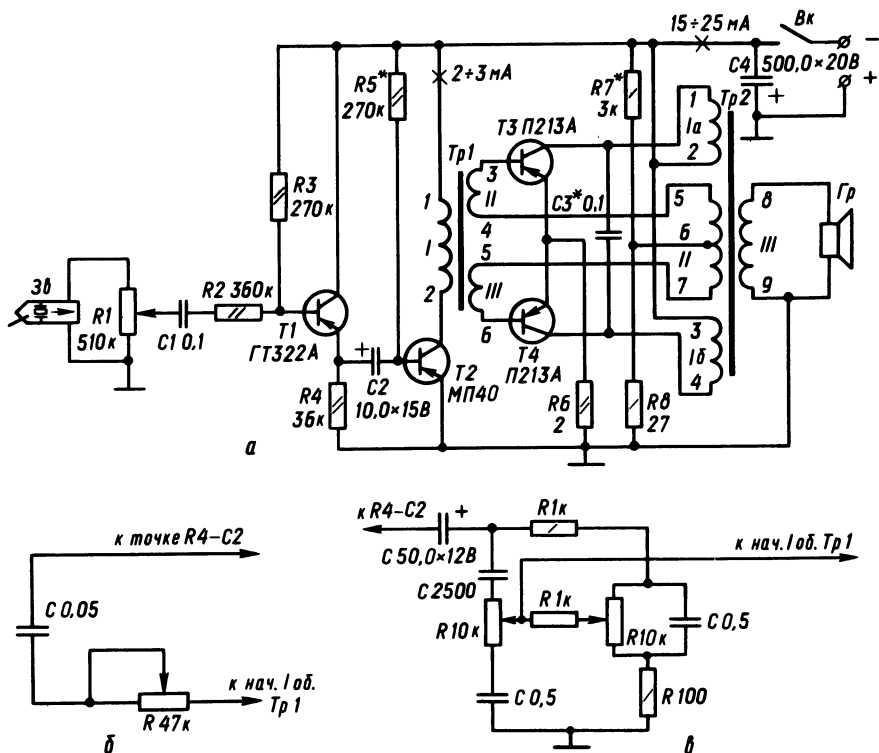 15÷25 мА
Вк
−
+
C4
500,0×20В
+
R5*
270к
2÷3 мА
R7*
3к
Тр2
1
Iа
2
Т3 П213А
Тр1
3
II
4
R3
270к
C3* 0,1
1
I
2
5
6
II
7
8
III
9
Гр
5
III
6
Зв
R1
510к
C1 0,1
R2 360к
Т1
ГТ322А
+
C2
10,0×15В
Т2
МП40
Т4
П213А
3
Iб
4
R4
36к
R6
2
R8
27
а
к точке R4–C2
C 0,05
к нач. I об.
Тр 1
R 47к
б
к R4–C2
+
C 50,0×12В
R1к
к нач. I об. Тр 1
C 2500
R10к
R1к
R10к
C 0,5
C 0,5
R 100
в